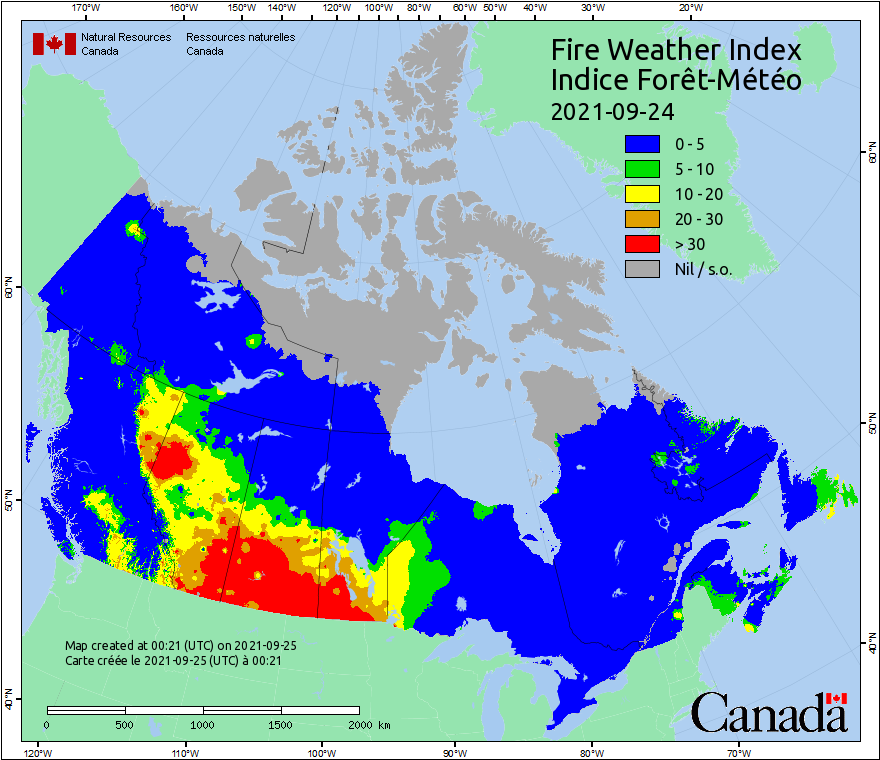 170°W 160°W 150°W 140°W 130°W 120°W 110°W 100°W 90°W 80°W 60°W 50°W 40°W 30°W 20°W
Natural Resources Canada
Ressources naturelles Canada
Fire Weather Index
Indice Forêt-Météo
2021-09-24
0 - 5
5 - 10
10 - 20
20 - 30
> 30
Nil / s.o.
60°N
60°N
50°N
50°N
40°N
40°N
Map created at 00:21 (UTC) on 2021-09-25
Carte créée le 2021-09-25 (UTC) à 00:21
0 500 1000 1500 2000 km
Canada
120°W 110°W 100°W 90°W 80°W 70°W